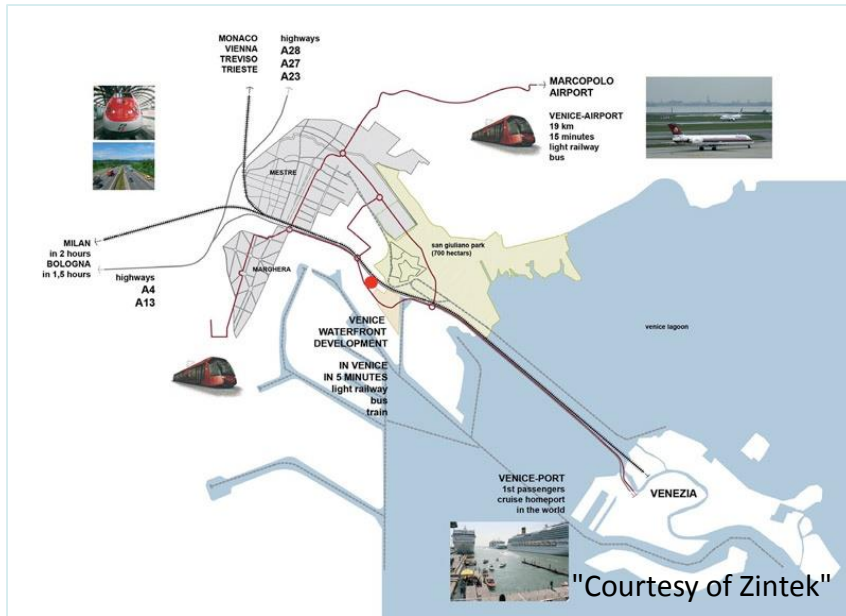 MONACO
VIENNA
TREVISO
TRIESTE
highways
A28
A27
A23
MARCOPOLO
AIRPORT
VENICE-AIRPORT
19 km
15 minutes
light railway
bus
MESTRE
MILAN
in 2 hours
BOLOGNA
in 1,5 hours
highways
A4
A13
MARGHERA
san giuliano park
(700 hectars)
VENICE
WATERFRONT
DEVELOPMENT
IN VENICE
IN 5 MINUTES
light railway
bus
train
venice lagoon
VENICE-PORT
1st passengers
cruise homeport
in the world
VENEZIA
"Courtesy of Zintek"